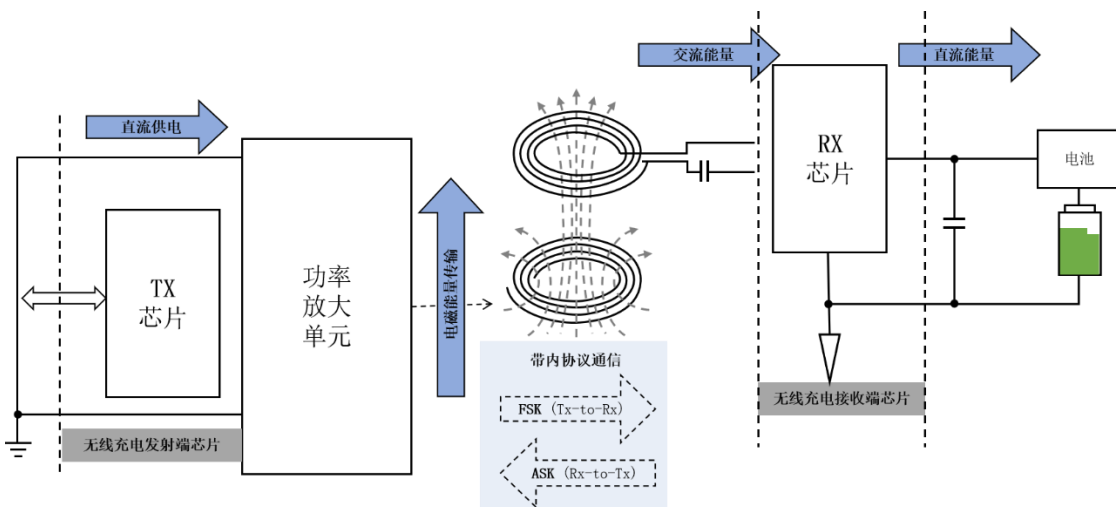 直流供电
TX
芯片
无线充电发射端芯片
功率
放大
单元
电磁能量传输
带内协议通信
FSK (Tx-to-Rx)
ASK (Rx-to-Tx)
交流能量
RX
芯片
无线充电接收端芯片
直流能量
电池